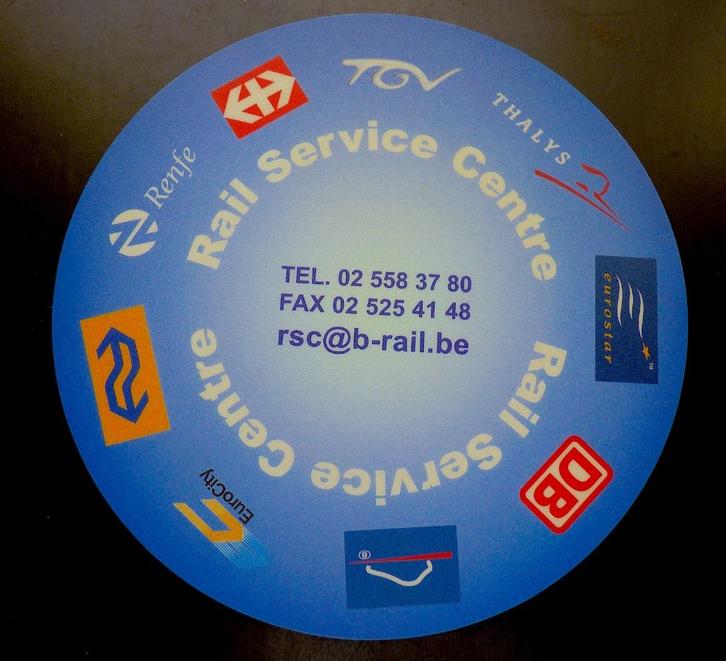 TGV
THALYS
eurostar
TM
DB
B
EuroCity
Renfe
Rail Service Centre
TEL. 02 558 37 80
FAX 02 525 41 48
rsc@b-rail.be
Rail Service Centre